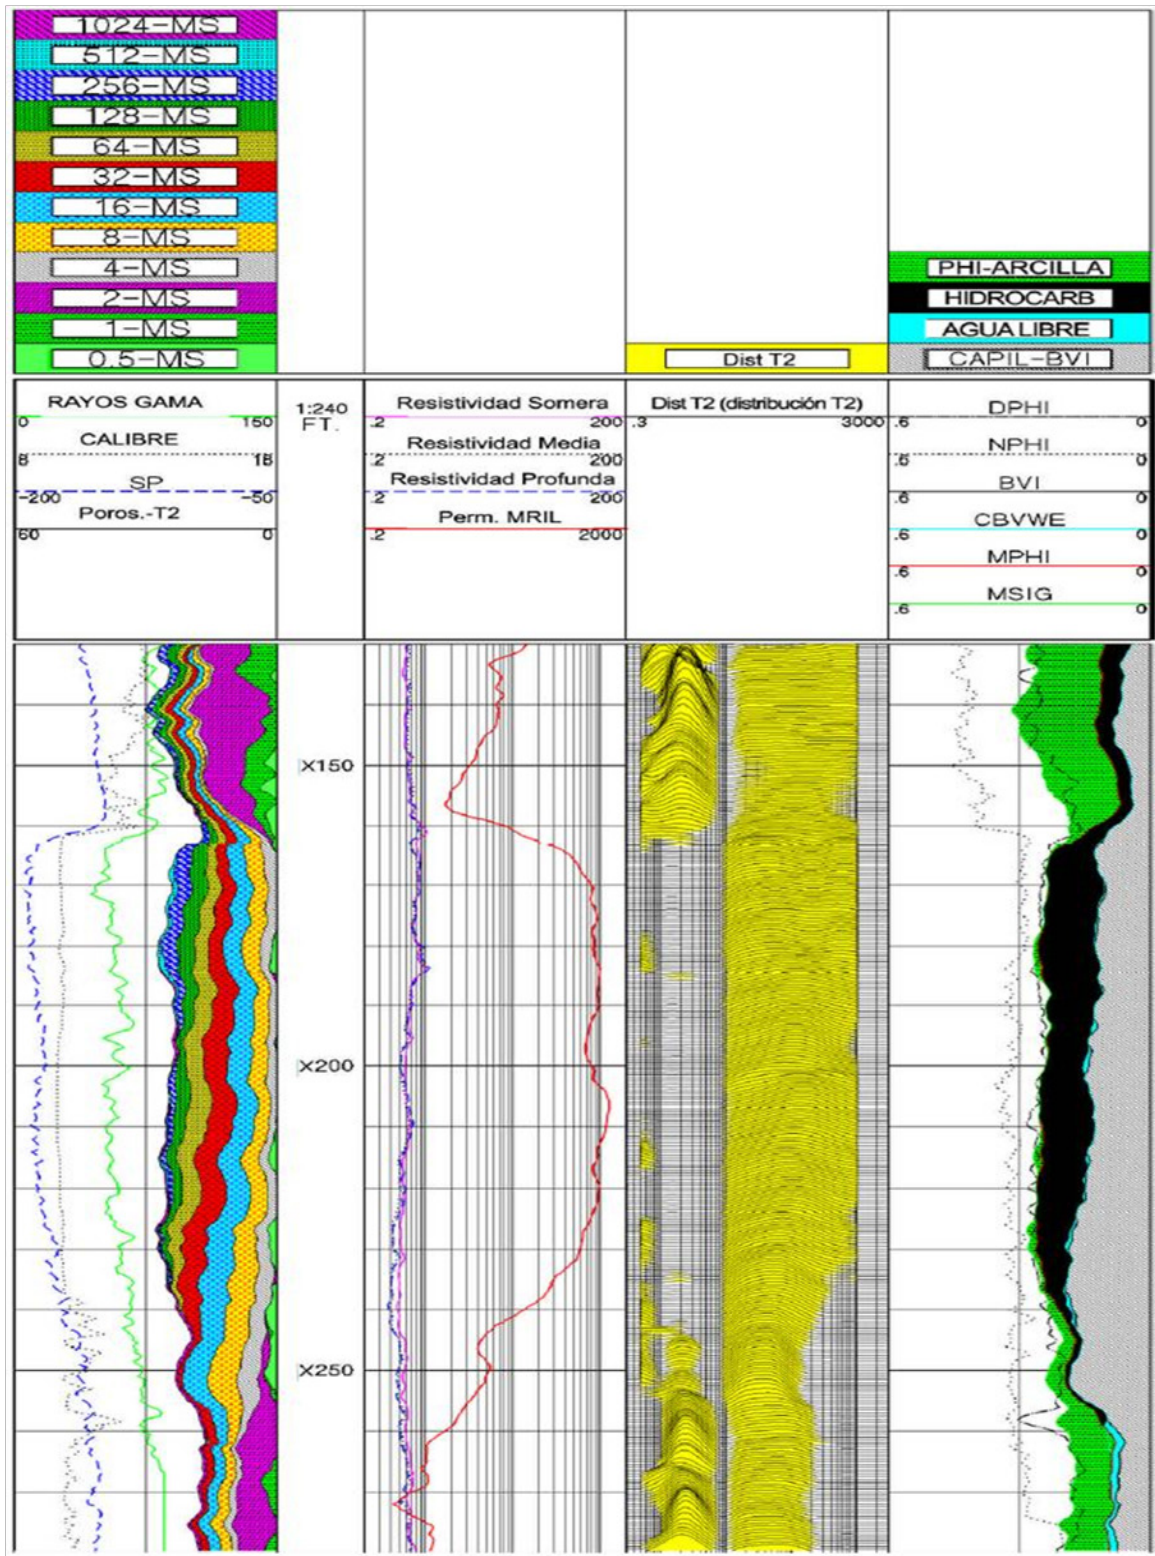 1024-MS
512-MS
256-MS
128-MS
64-MS
32-MS
16-MS
8-MS
4-MS
2-MS
1-MS
0.5-MS
Dist T2
PHI-ARCILLA
HIDROCARB
AGUA LIBRE
CAPIL-BVI
RAYOS GAMA
0 150
CALIBRE
8 18
SP
-200 -50
Poros.-T2
60 0
1:240
FT.
Resistividad Somera
.2 200
Resistividad Media
.2 200
Resistividad Profunda
.2 200
Perm. MRIL
.2 2000
Dist T2 (distribución T2)
.3 3000
DPHI
.6 0
NPHI
.6 0
BVI
.6 0
CBVWE
.6 0
MPHI
.6 0
MSIG
.6 0
X150
X200
X250